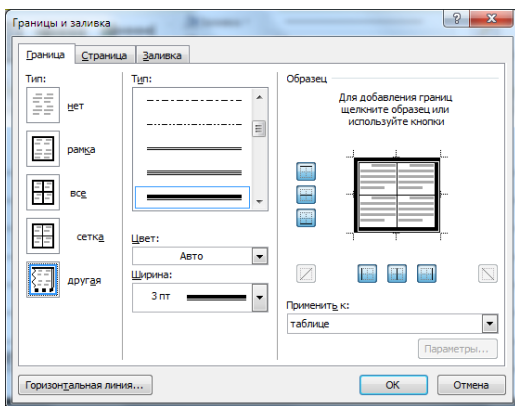 Границы и заливка
Граница
Страница
Заливка
Тип:
нет
рамка
все
сетка
другая
Тип:
Цвет:
Авто
Ширина:
3 пт
Образец
Для добавления границ
щелкните образец или
используйте кнопки
Применить к:
таблице
Параметры...
Горизонтальная линия...
ОК
Отмена